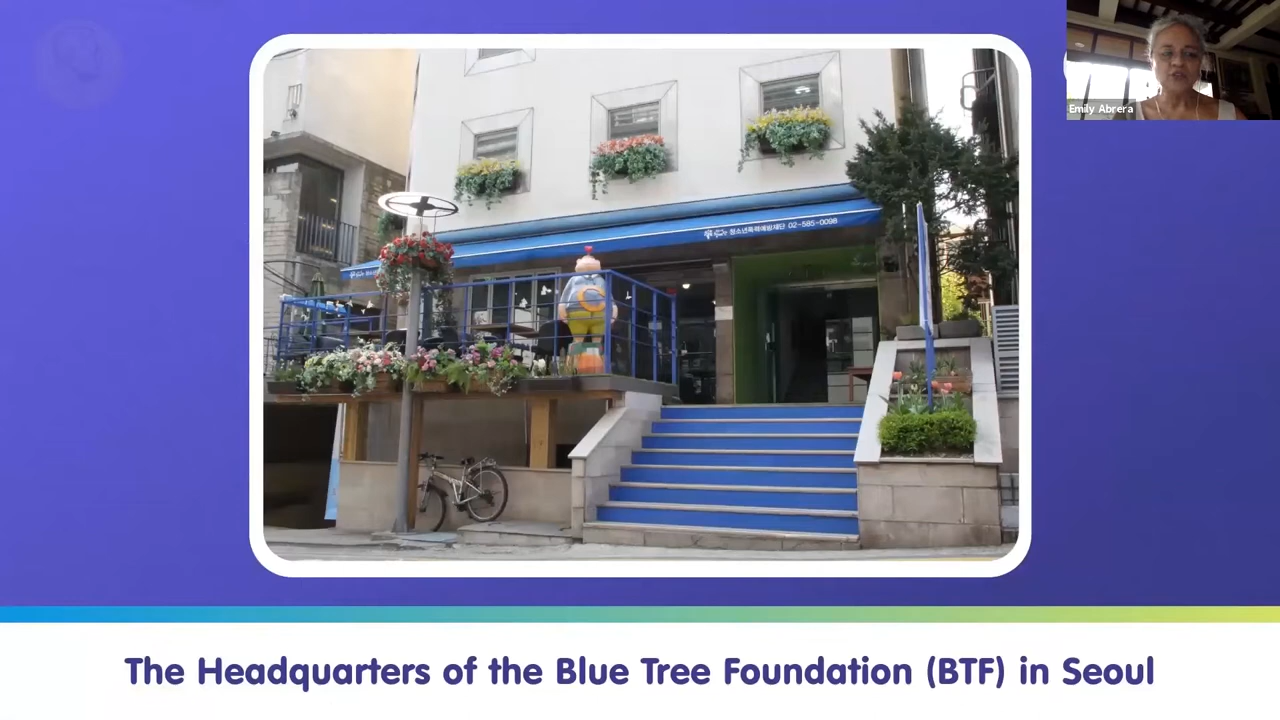 Emily Abrera
청소년폭력예방재단 02-585-0098
The Headquarters of the Blue Tree Foundation (BTF) in Seoul